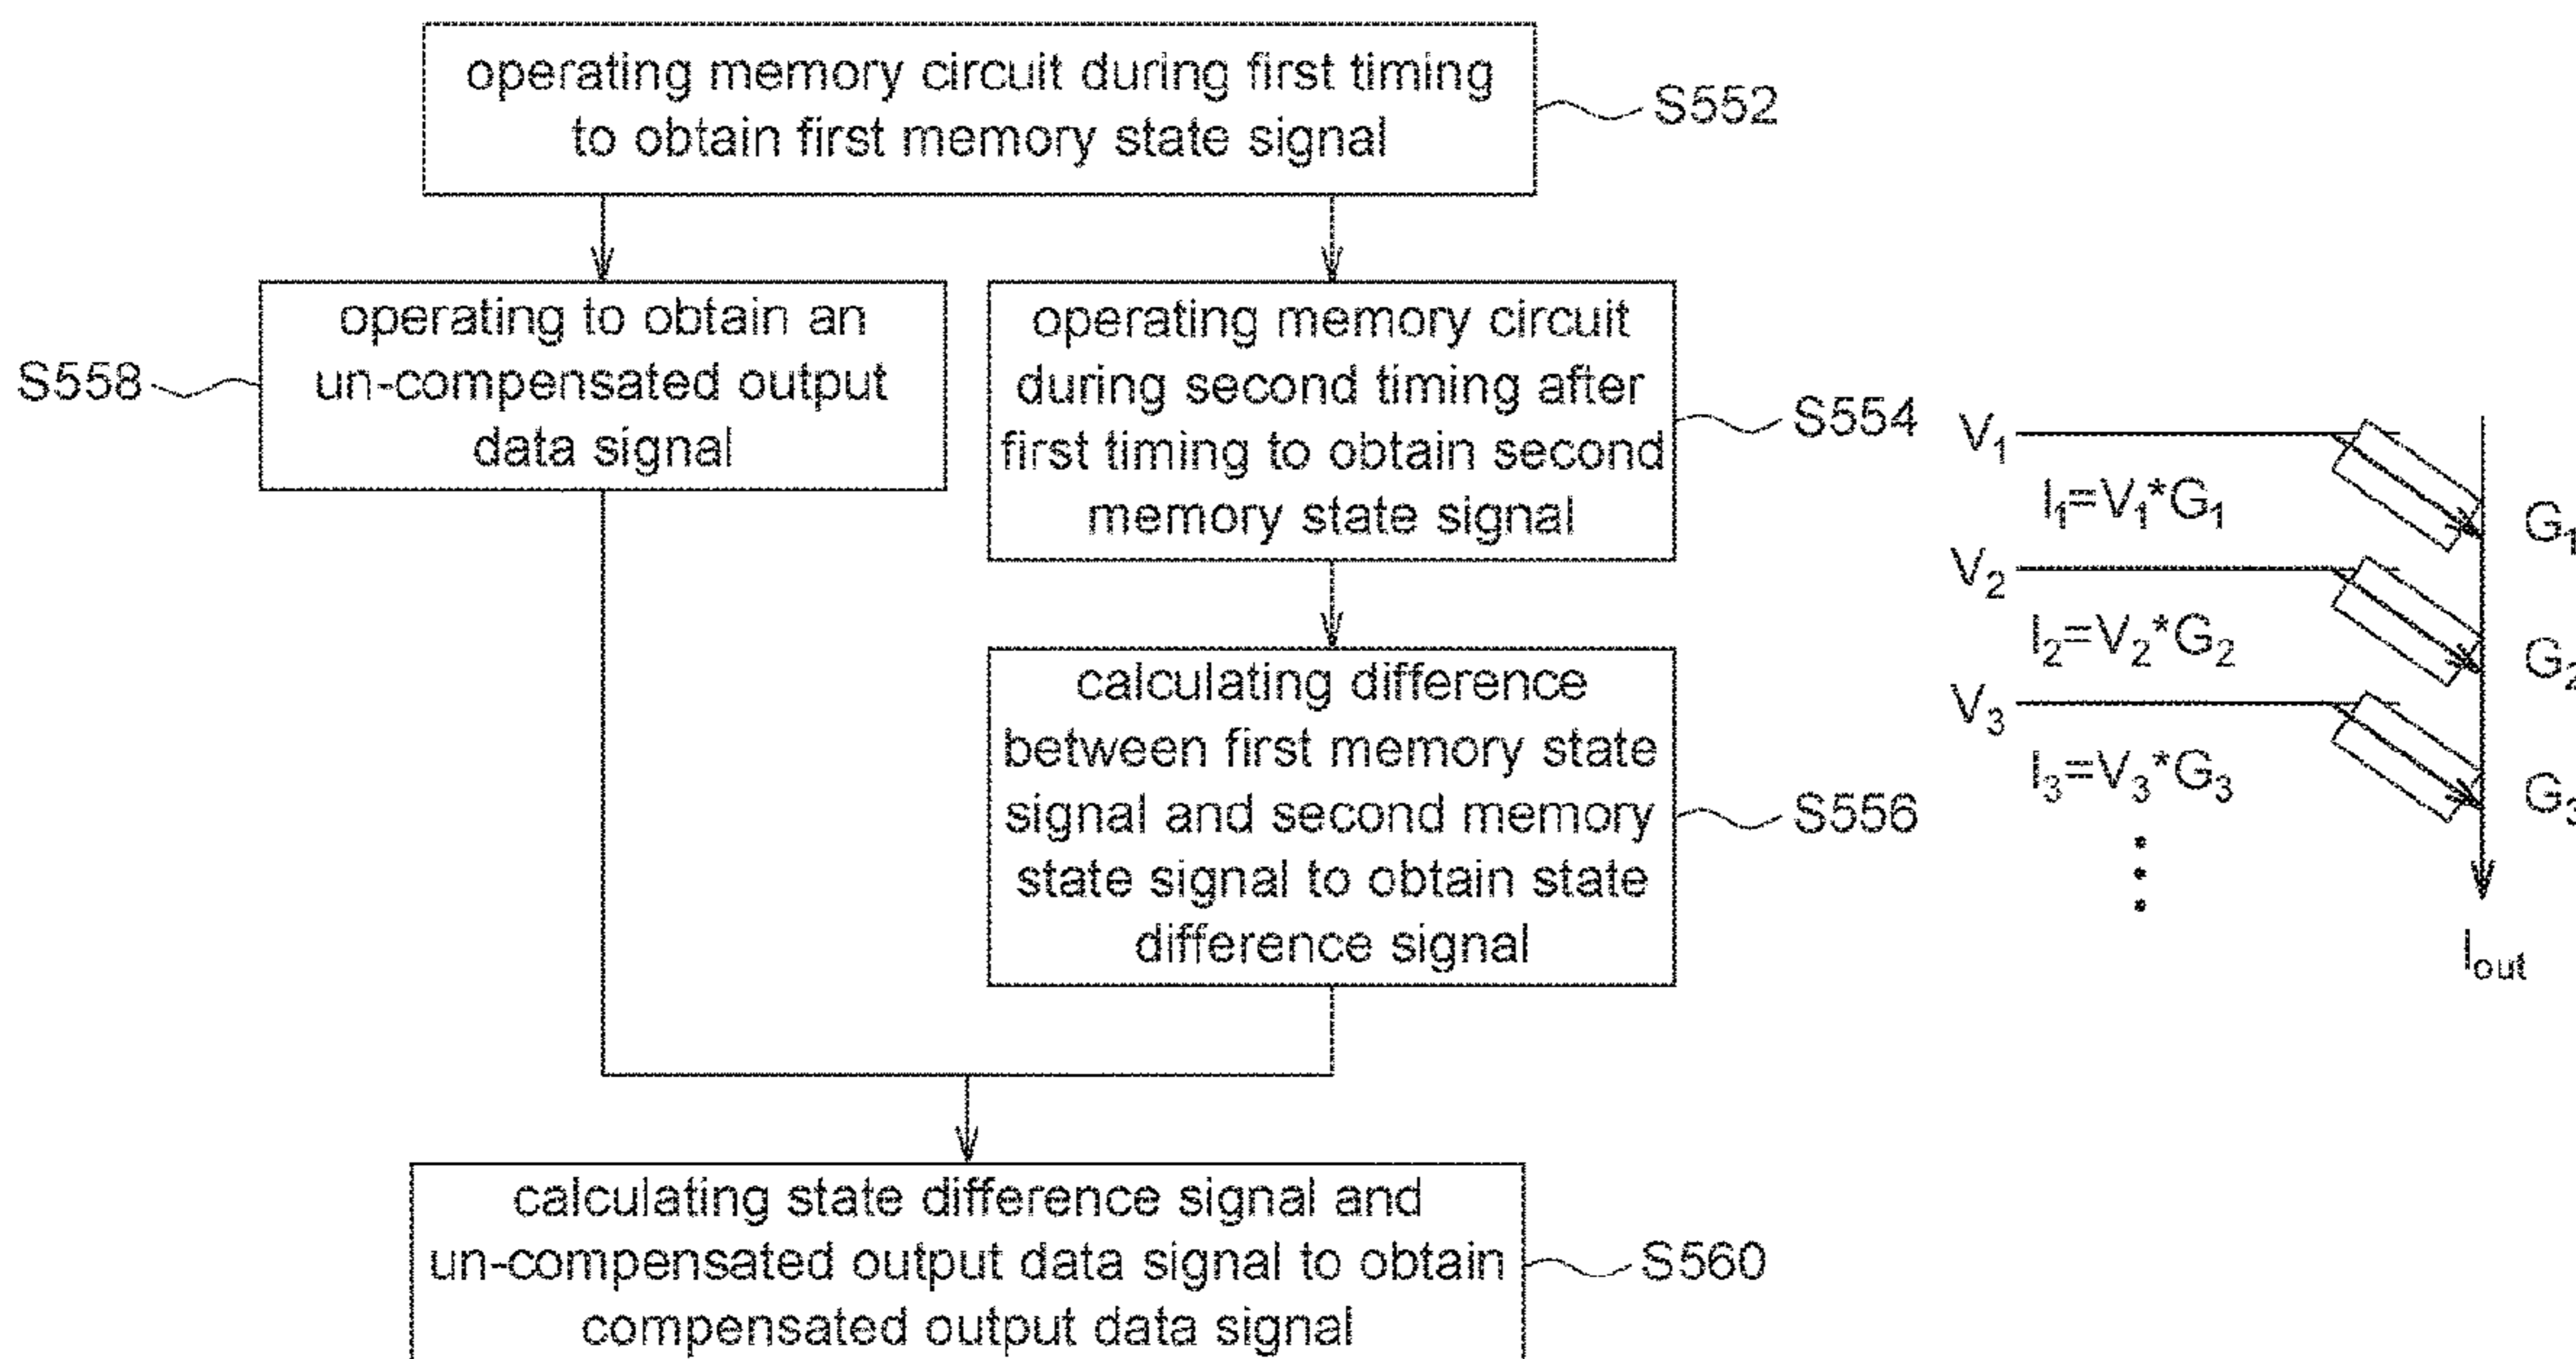 operating memory circuit during first timing
to obtain first memory state signal
S552
operating to obtain an
un-compensated output
data signal
S558
operating memory circuit
during second timing after
first timing to obtain second
memory state signal
S554
calculating difference
between first memory state
signal and second memory
state signal to obtain state
difference signal
S556
calculating state difference signal and
un-compensated output data signal to obtain
compensated output data signal
S560
V₁
I₁=V₁*G₁
G₁
V₂
I₂=V₂*G₂
G₂
V₃
I₃=V₃*G₃
G₃
Iout